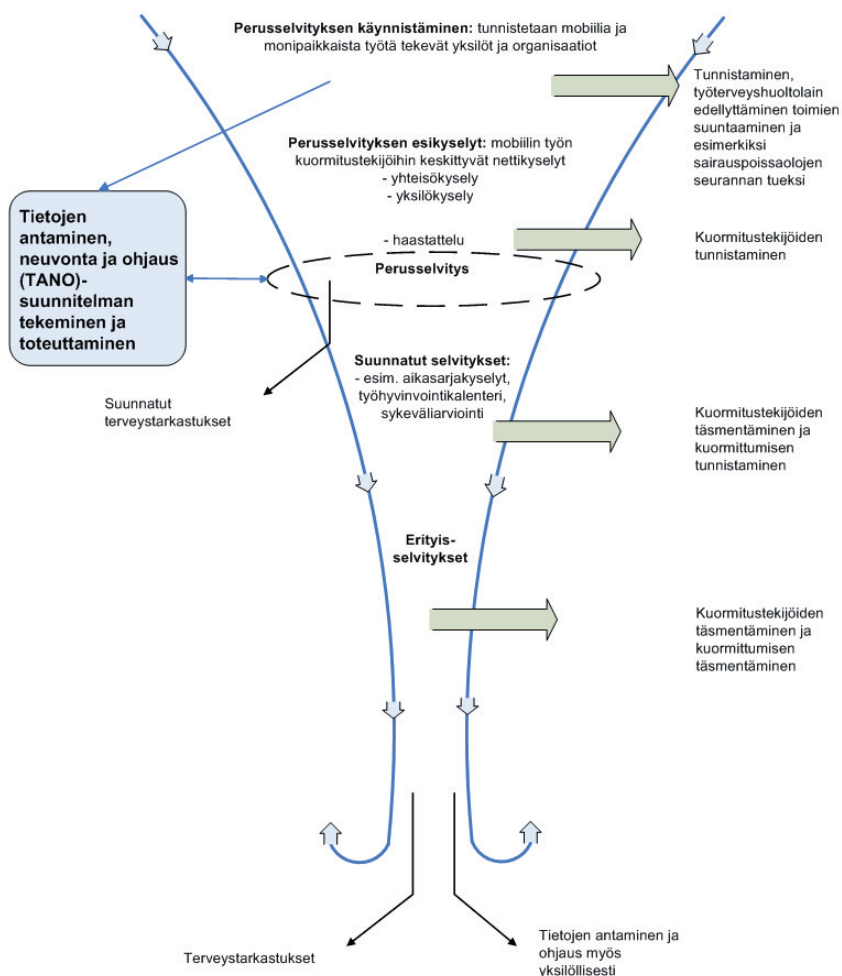 Perusselvityksen käynnistäminen: tunnistetaan mobiilia ja
monipaikkaista työtä tekevät yksilöt ja organisaatiot
Tunnistaminen,
työterveyshuoltolain
edellyttäminen toimien
suuntaaminen ja
esimerkiksi
sairauspoissaolojen
seurannan tueksi
Perusselvityksen esikyselyt: mobiilin työn
kuormitustekijöihin keskittyvät nettikyselyt
- yhteisökysely
- yksilökysely
- haastattelu
Kuormitustekijöiden
tunnistaminen
Tietojen
antaminen,
neuvonta ja ohjaus
(TANO)-
suunnitelman
tekeminen ja
toteuttaminen
Perusselvitys
Suunnatut
terveystarkastukset
Suunnatut selvitykset:
- esim. aikasarjakyselyt,
työhyvinvointikalenteri,
sykeväliarviointi
Kuormitustekijöiden
täsmentäminen ja
kuormittumisen
tunnistaminen
Erityis-
selvitykset
Kuormitustekijöiden
täsmentäminen ja
kuormittumisen
täsmentäminen
Terveystarkastukset
Tietojen antaminen ja
ohjaus myös
yksilöllisesti